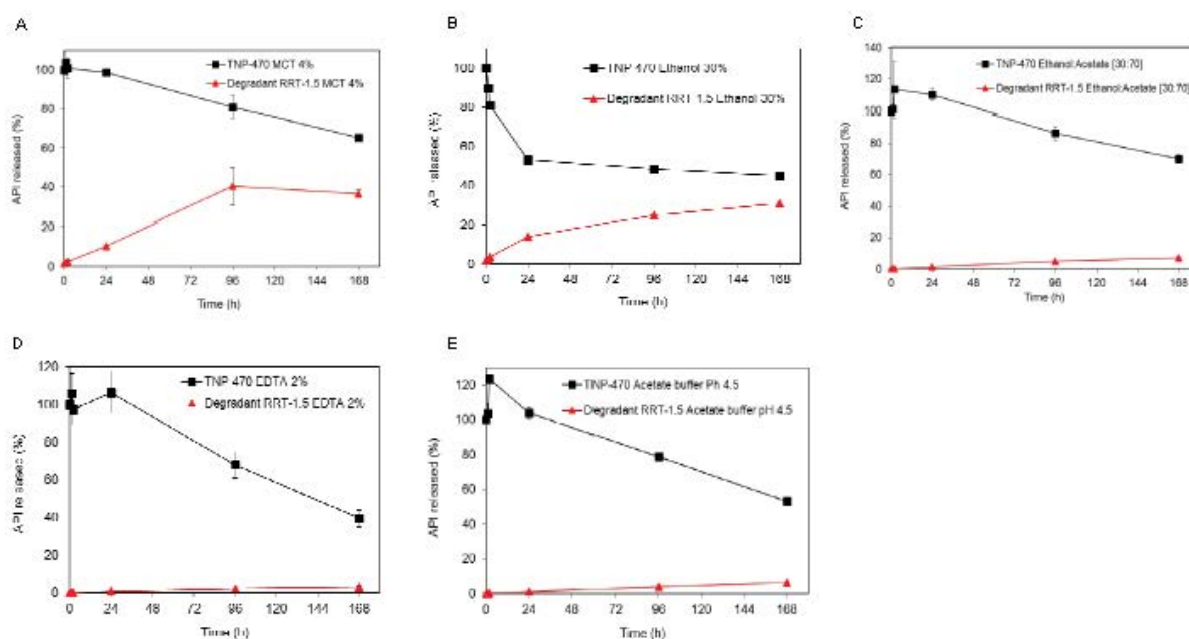 A
API released (%)
100
80
60
40
20
0
TNP-470 MCT 4%
Degradant RRT-1.5 MCT 4%
0 24 48 72 96 120 144 168
Time (h)
B
API released (%)
100
80
60
40
20
0
TNP 470 Ethanol 30%
Degradant RRT 1.5 Ethanol 30%
0 24 48 72 96 120 144 168
Time (h)
C
API released (%)
140
120
100
80
60
40
20
0
TNP-470 Ethanol:Acetate [30:70]
Degradant RRT-1.5 Ethanol:Acetate [30:70]
0 24 48 72 96 120 144 168
Time (h)
D
API released (%)
120
100
80
60
40
20
0
TNP 470 EDTA 2%
Degradant RRT-1.5 EDTA 2%
0 24 48 72 96 120 144 168
Time (h)
E
API released (%)
120
100
80
60
40
20
0
TNP-470 Acetate buffer Ph 4.5
Degradant RRT-1.5 Acetate buffer pH 4.5
0 24 48 72 96 120 144 168
Time (h)